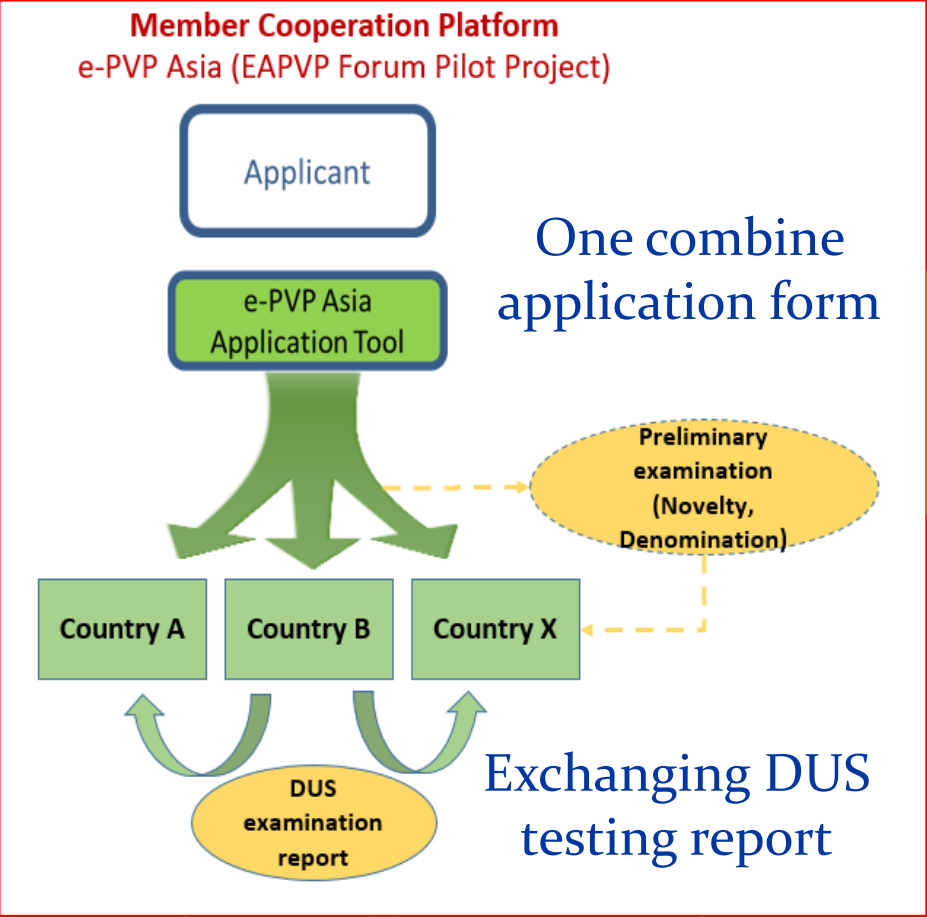 Member Cooperation Platform
e-PVP Asia (EAPVP Forum Pilot Project)
Applicant
One combine
application form
e-PVP Asia
Application Tool
Preliminary
examination
(Novelty,
Denomination)
Country A
Country B
Country X
Exchanging DUS
testing report
DUS
examination
report